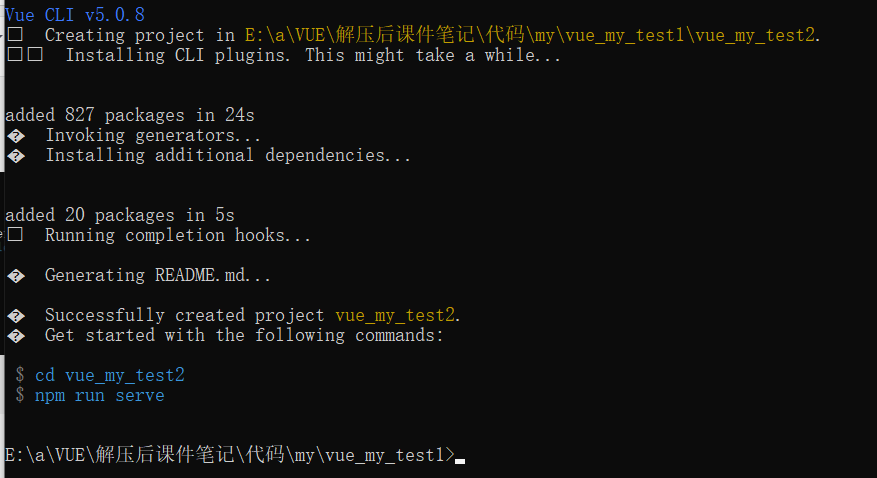 Vue CLI v5.0.8
Creating project in E:\a\VUE\解压后课件笔记\代码\my\vue_my_test1\vue_my_test2.
Installing CLI plugins. This might take a while...
added 827 packages in 24s
� Invoking generators...
� Installing additional dependencies...
added 20 packages in 5s
Running completion hooks...
� Generating README.md...
� Successfully created project vue_my_test2.
� Get started with the following commands:
$ cd vue_my_test2
$ npm run serve
E:\a\VUE\解压后课件笔记\代码\my\vue_my_test1>